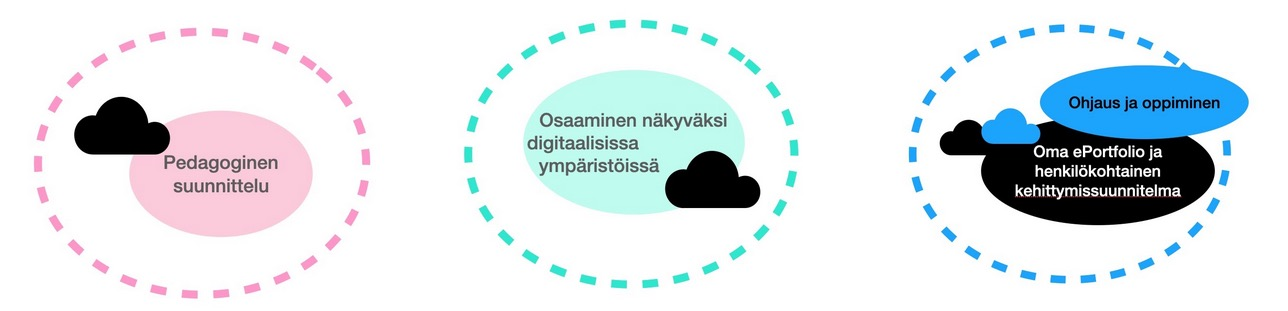 Pedagoginen
suunnittelu
Osaaminen näkyväksi
digitaalisissa
ympäristöissä
Ohjaus ja oppiminen
Oma ePortfolio ja
henkilökohtainen
kehittymissuunnitelma